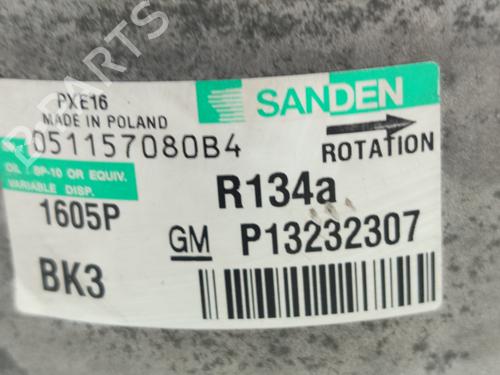 PXE16
MADE IN POLAND
051157080B4
OIL : SP-10 OR EQUIV.
VARIABLE DISP.
1605P
BK3
SANDEN
ROTATION
R134a
GM P13232307
B-PARTS